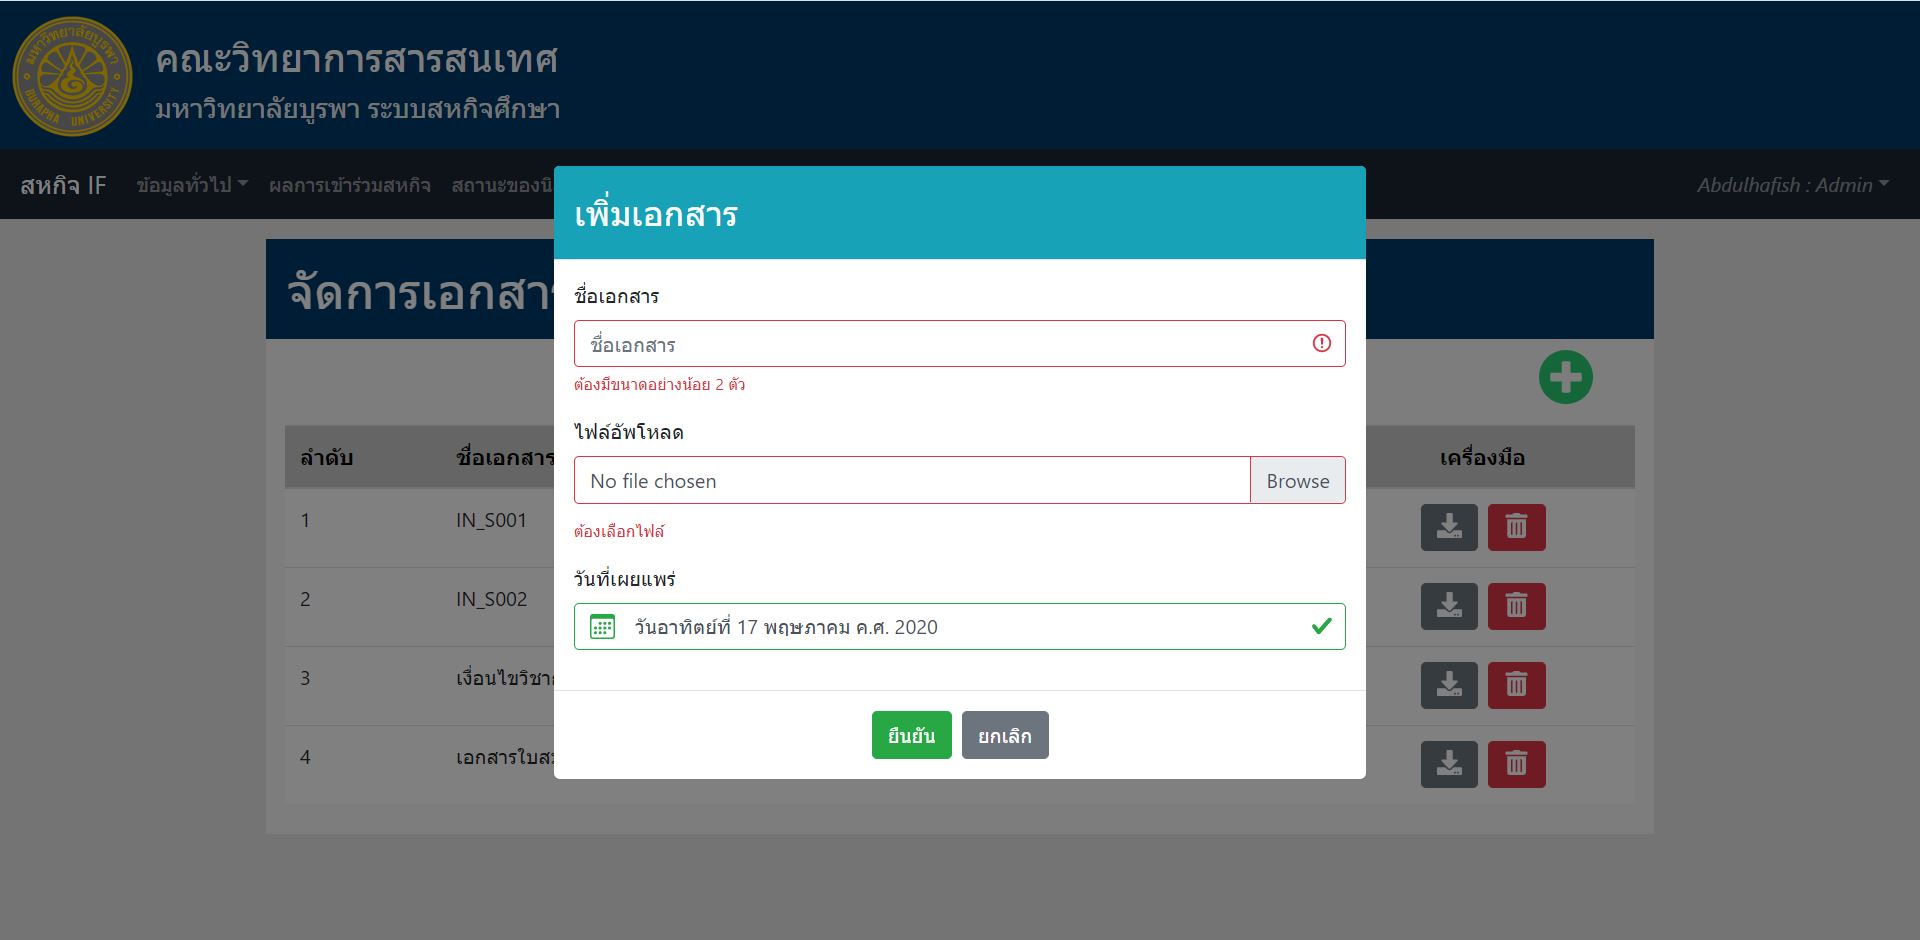 มหาวิทยาลัยบูรพา
BURAPHA UNIVERSITY
คณะวิทยาการสารสนเทศ
มหาวิทยาลัยบูรพา ระบบสหกิจศึกษา
สหกิจ IF ข้อมูลทั่วไป ผลการเข้าร่วมสหกิจ สถานะของนิ Abdulhafish : Admin
เพิ่มเอกสาร
จัดการเอกสาร
ชื่อเอกสาร
ชื่อเอกสาร
ต้องมีขนาดอย่างน้อย 2 ตัว
ไฟล์อัพโหลด
No file chosen Browse
ต้องเลือกไฟล์
วันที่เผยแพร่
วันอาทิตย์ที่ 17 พฤษภาคม ค.ศ. 2020
ยืนยัน ยกเลิก
ลำดับ ชื่อเอกสาร เครื่องมือ
1 IN_S001
2 IN_S002
3 เงื่อนไขวิชา
4 เอกสารใบส